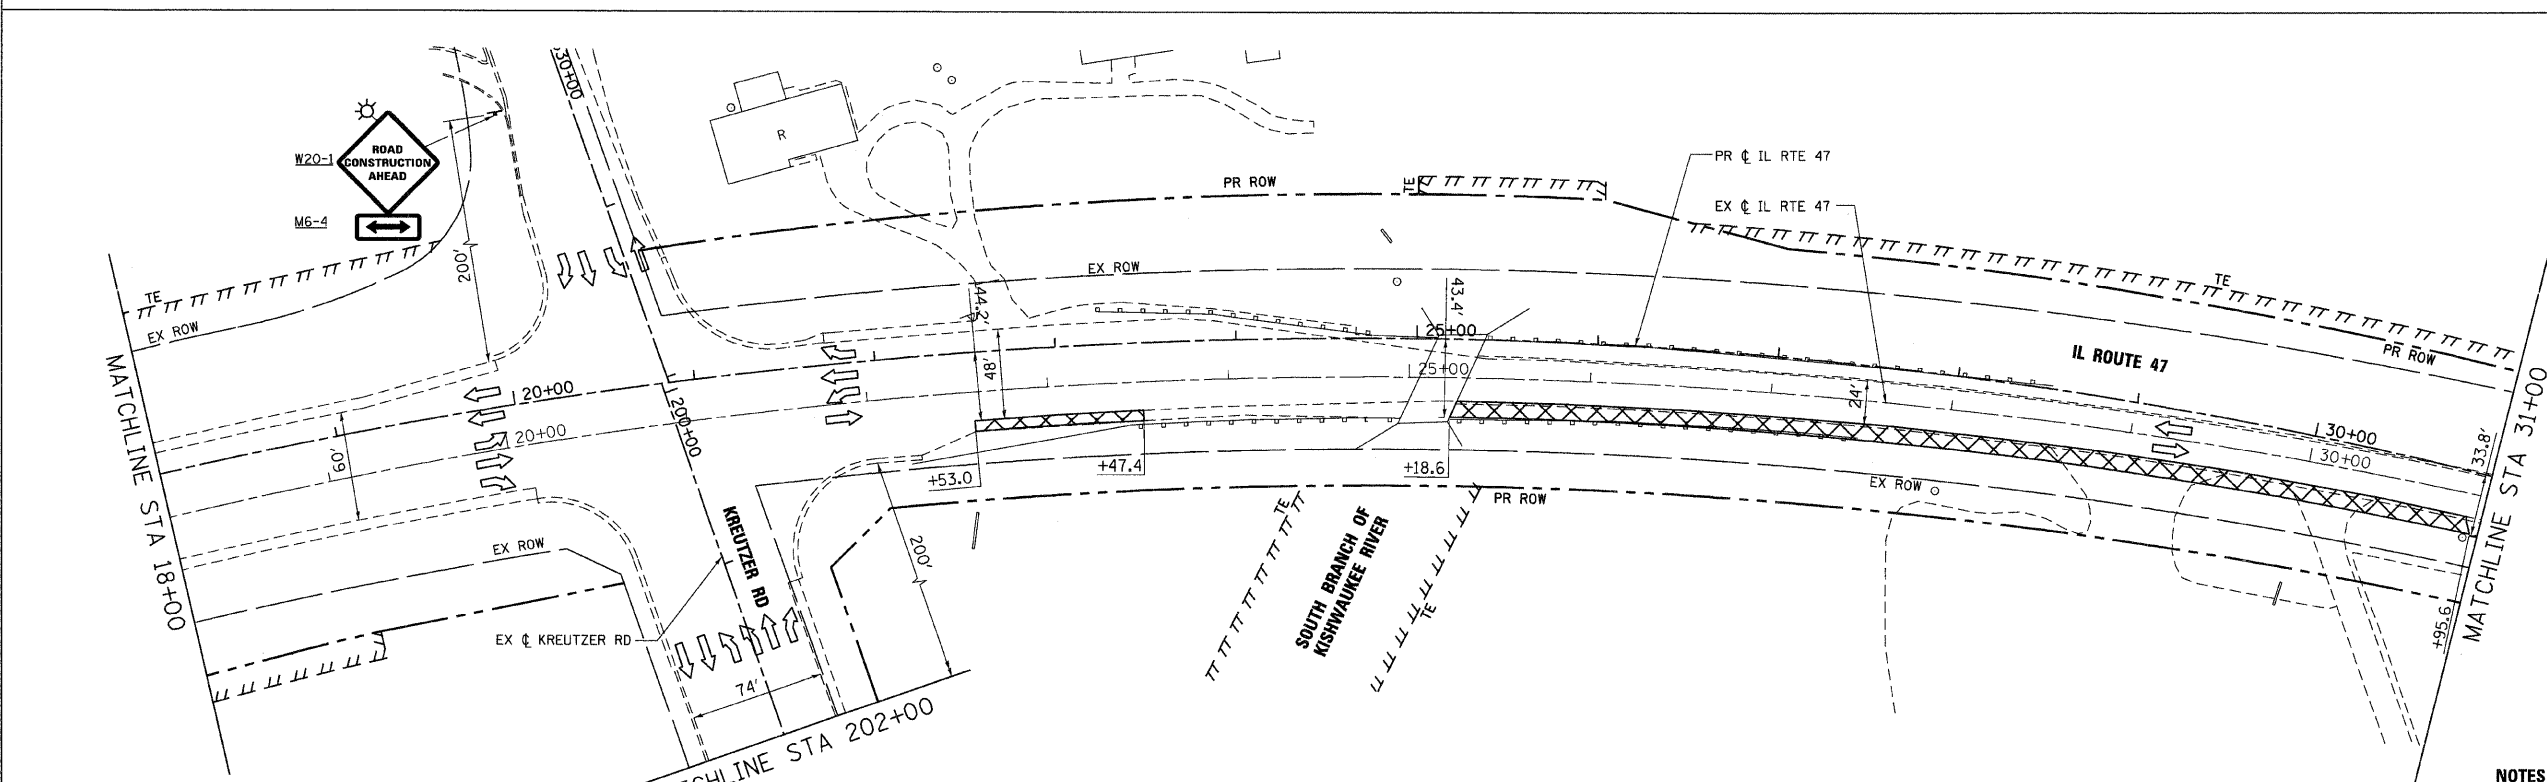 30+00
W20-1
ROAD
CONSTRUCTION
AHEAD
M6-4
200'
TE
EX ROW
R
PR ROW
TE
PR ℄ IL RTE 47
EX ℄ IL RTE 47
EX ROW
TE
IL ROUTE 47
PR ROW
44.2'
43.4'
25+00
25+00
48'
24'
MATCHLINE STA 18+00
20+00
20+00
200+00
60'
30+00
30+00
33.8'
MATCHLINE STA 31+00
+53.0
+47.4
+18.6
EX ROW
PR ROW
EX ROW
KREUTZER RD
200'
TE
SOUTH BRANCH OF
KISHWAUKEE RIVER
TE
EX ℄ KREUTZER RD
74'
+95.6
CHLINE STA 202+00
NOTES